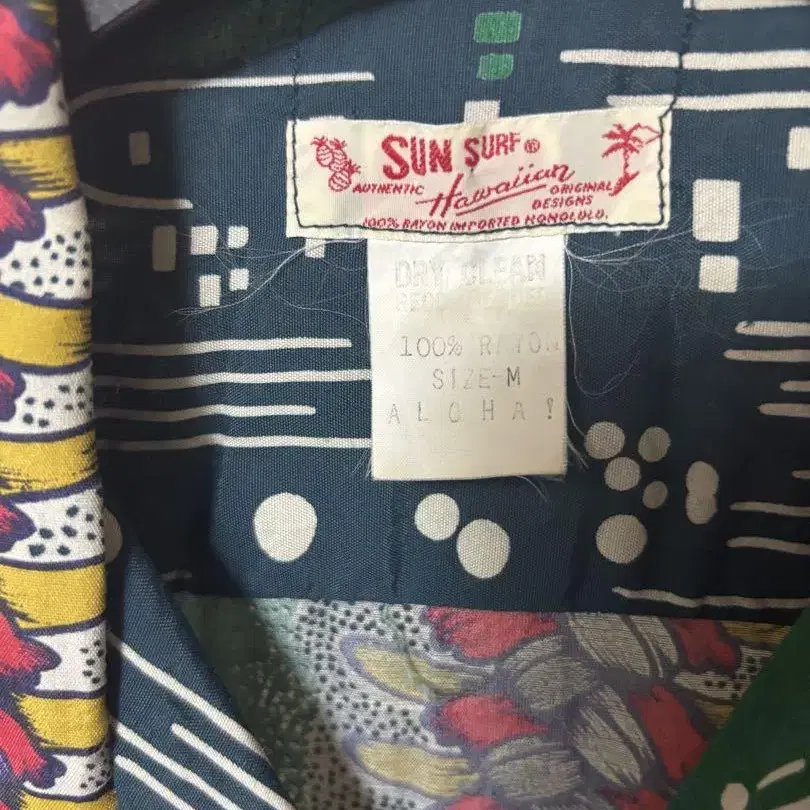 SUN SURF®
AUTHENTIC Hawaiian ORIGINAL
DESIGNS
100% RAYON IMPORTED HONOLULU.
DRY CLEAN
100% RAYON
SIZE-M
ALOHA!